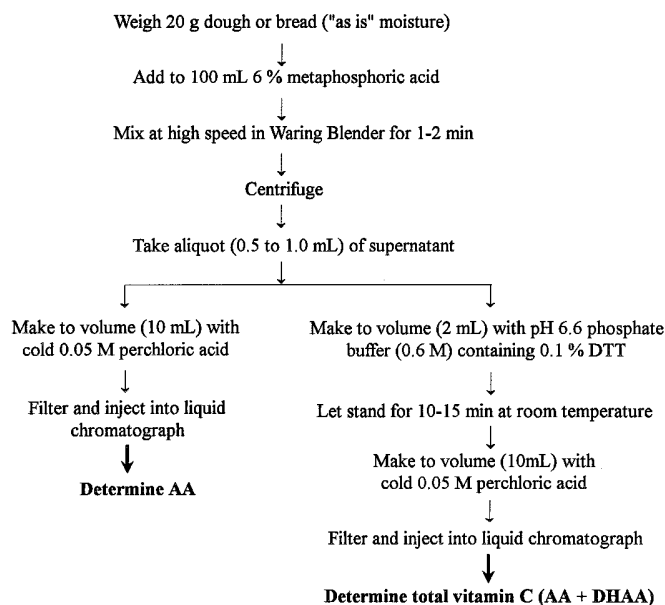 Weigh 20 g dough or bread ("as is" moisture)
Add to 100 mL 6 % metaphosphoric acid
Mix at high speed in Waring Blender for 1-2 min
Centrifuge
Take aliquot (0.5 to 1.0 mL) of supernatant
Make to volume (10 mL) with
cold 0.05 M perchloric acid
Filter and inject into liquid
chromatograph
Determine AA
Make to volume (2 mL) with pH 6.6 phosphate
buffer (0.6 M) containing 0.1 % DTT
Let stand for 10-15 min at room temperature
Make to volume (10mL) with
cold 0.05 M perchloric acid
Filter and inject into liquid chromatograph
Determine total vitamin C (AA + DHAA)